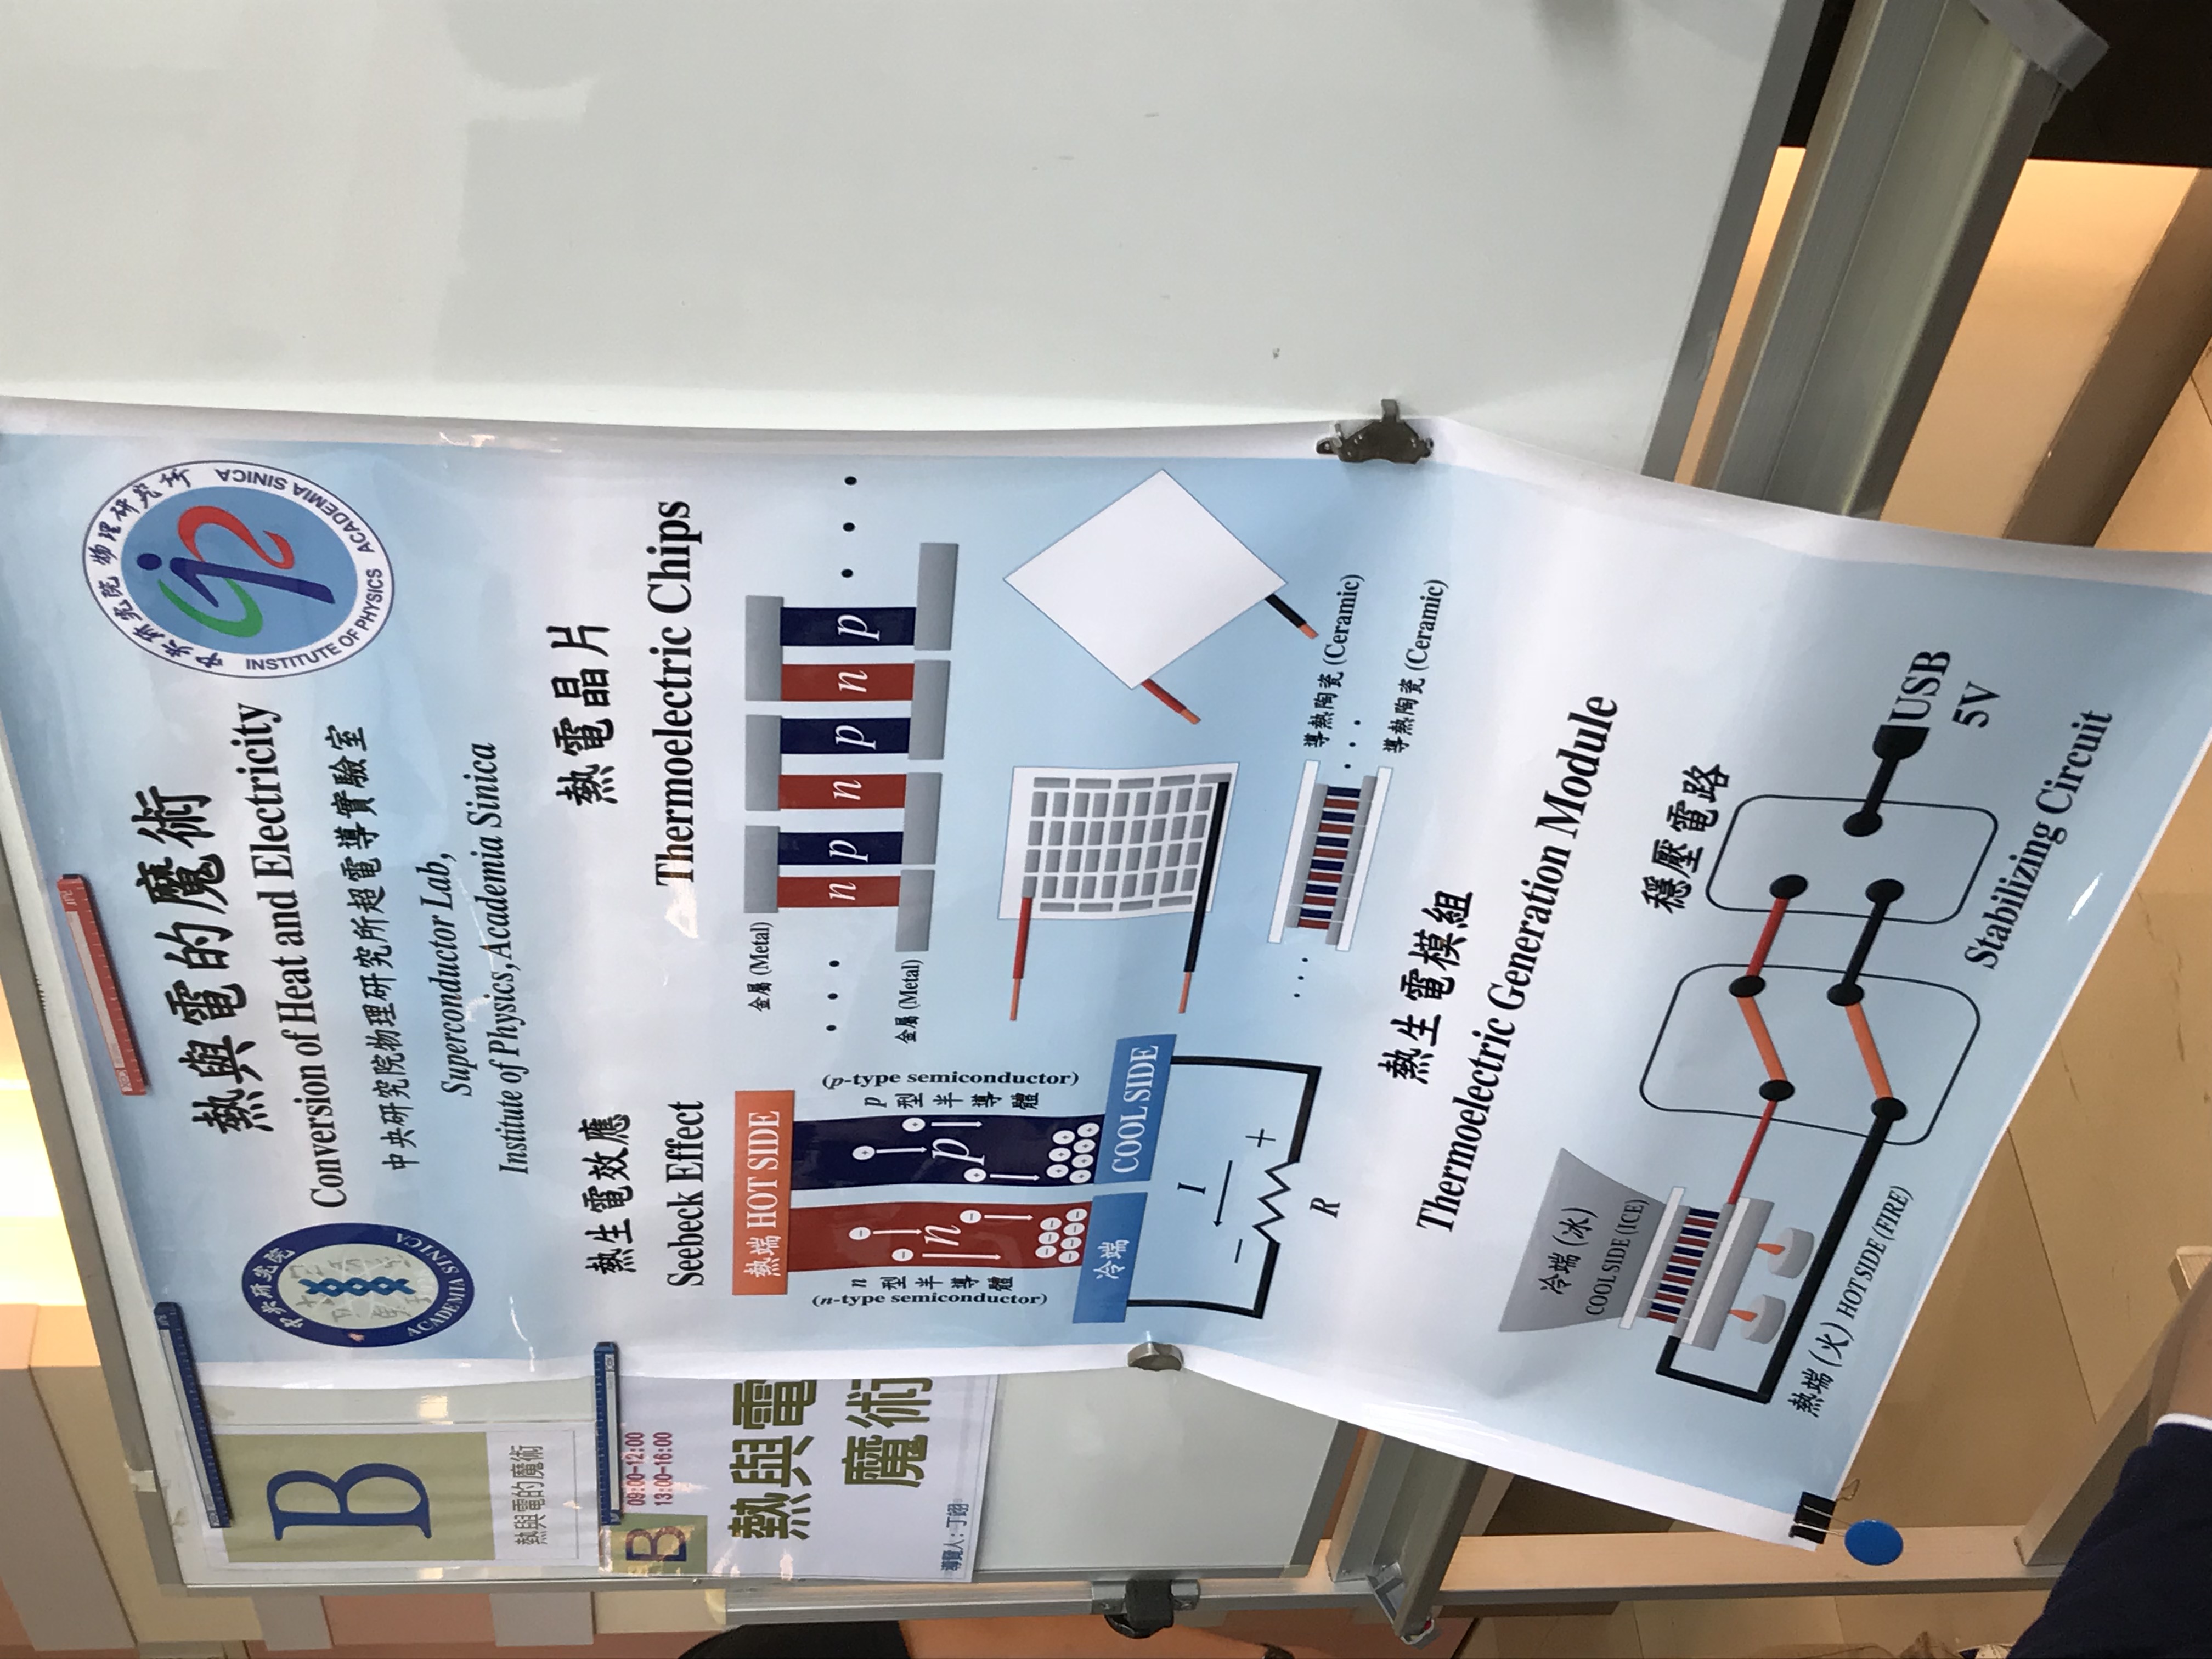 熱與電的魔術
Conversion of Heat and Electricity
中央研究院物理研究所超電導實驗室
Superconductor Lab,
Institute of Physics, Academia Sinica
中央研究院
ACADEMIA SINICA
中央研究院 物理研究所
INSTITUTE OF PHYSICS ACADEMIA SINICA
B
熱與電的魔術
B
09:00-12:00
13:00-16:00
熱與電
魔術
導覽人：丁翊
熱生電效應
Seebeck Effect
熱端 HOT SIDE
n型半導體
(n-type semiconductor)
n
p
p型半導體
(p-type semiconductor)
冷端
COOL SIDE
I
− +
R
熱電晶片
Thermoelectric Chips
金屬 (Metal)
n p n p n p
金屬 (Metal)
導熱陶瓷 (Ceramic)
導熱陶瓷 (Ceramic)
熱生電模組
Thermoelectric Generation Module
冷端 (冰)
COOL SIDE (ICE)
熱端 (火) HOT SIDE (FIRE)
穩壓電路
USB
5V
Stabilizing Circuit